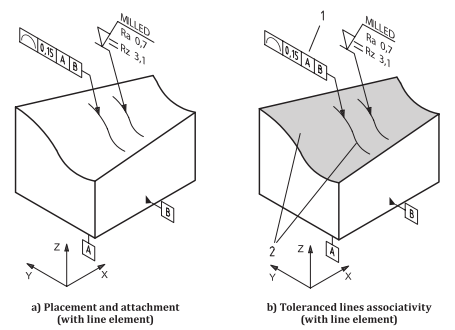 MILLED
Ra 0,7
Rz 3,1
0,15 A B
B
A
Z
Y
X
a) Placement and attachment
(with line element)
1
MILLED
Ra 0,7
Rz 3,1
0,15 A B
B
2
A
Z
Y
X
b) Toleranced lines associativity
(with line element)